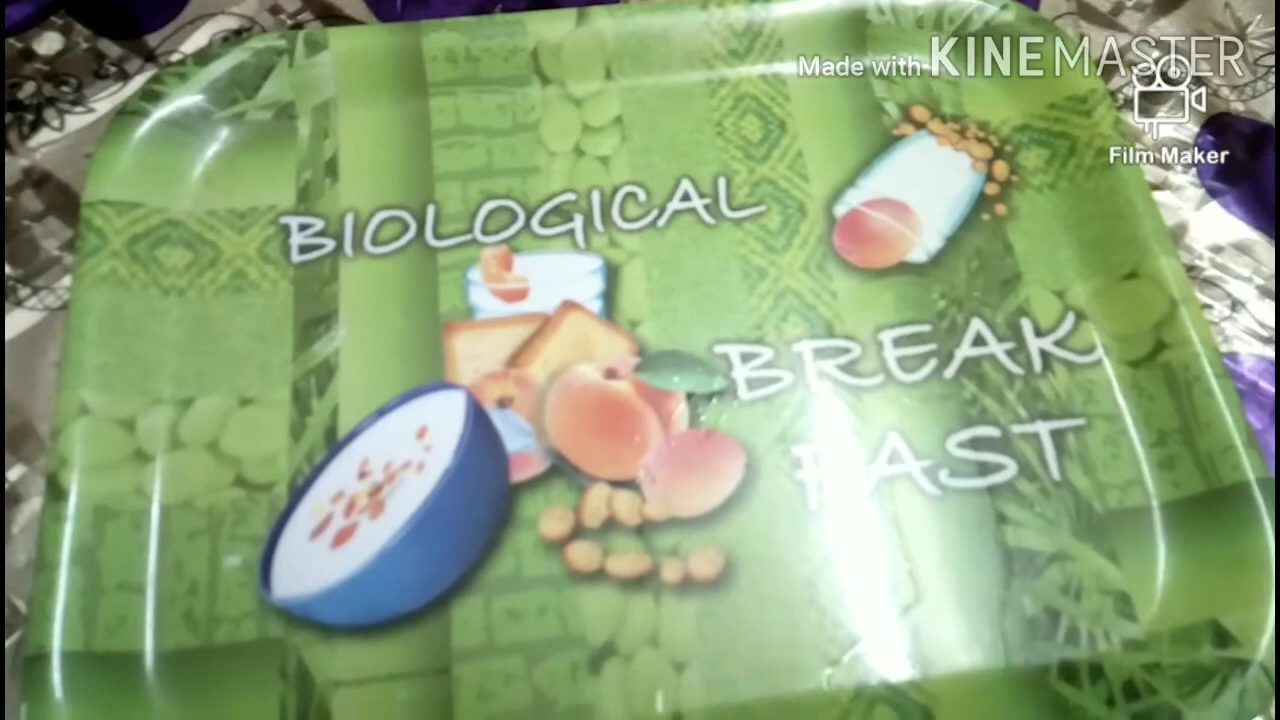 Made with KINEMASTER
Film Maker
BIOLOGICAL
BREAK
FAST